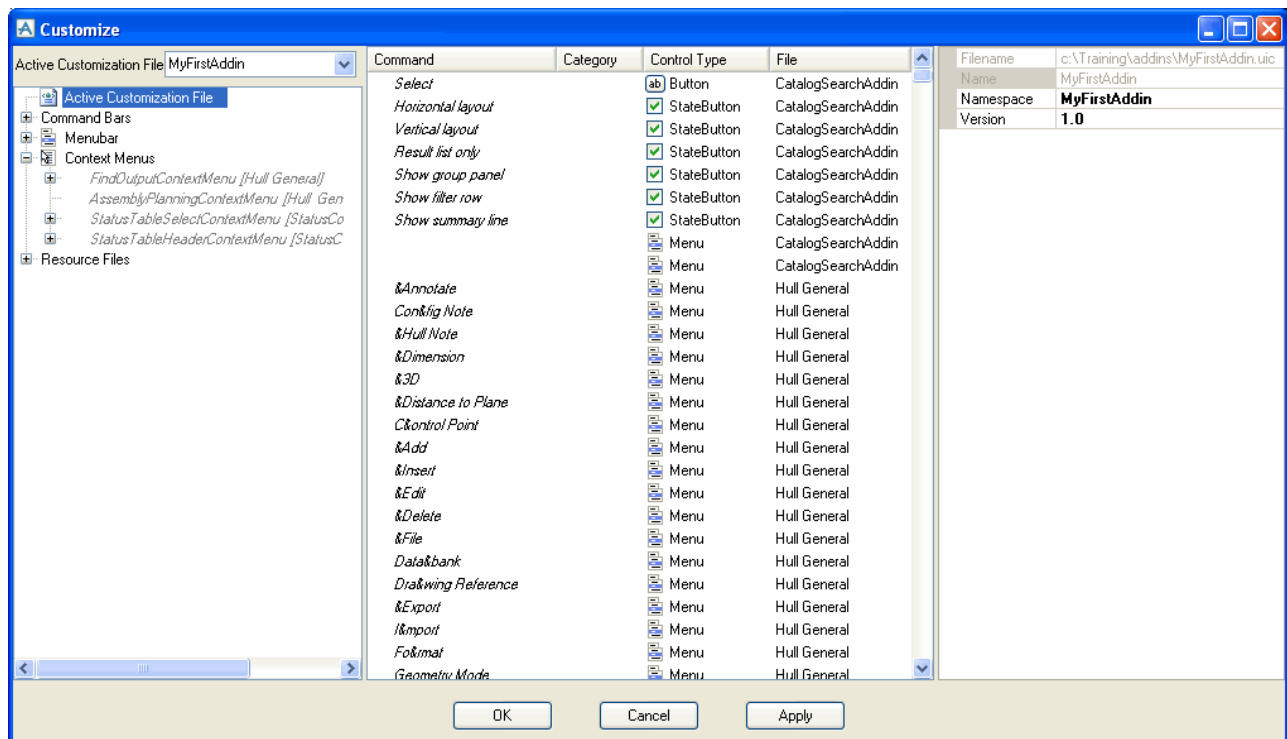 Customize
Active Customization File MyFirstAddin
Active Customization File
Command Bars
Menubar
Context Menus
FindOutputContextMenu [Hull General]
AssemblyPlanningContextMenu [Hull Gen
StatusTableSelectContextMenu [StatusCo
StatusTableHeaderContextMenu [StatusC
Resource Files
Command Category Control Type File
Select ab Button CatalogSearchAddin
Horizontal layout StateButton CatalogSearchAddin
Vertical layout StateButton CatalogSearchAddin
Result list only StateButton CatalogSearchAddin
Show group panel StateButton CatalogSearchAddin
Show filter row StateButton CatalogSearchAddin
Show summary line StateButton CatalogSearchAddin
Menu CatalogSearchAddin
Menu CatalogSearchAddin
&Annotate Menu Hull General
Con&fig Note Menu Hull General
&Hull Note Menu Hull General
&Dimension Menu Hull General
&3D Menu Hull General
&Distance to Plane Menu Hull General
C&ontrol Point Menu Hull General
&Add Menu Hull General
&Insert Menu Hull General
&Edit Menu Hull General
&Delete Menu Hull General
&File Menu Hull General
Data&bank Menu Hull General
Dra&wing Reference Menu Hull General
&Export Menu Hull General
I&mport Menu Hull General
Fo&rmat Menu Hull General
Geometry Mode Menu Hull General
Filename c:\Training\addins\MyFirstAddin.uic
Name MyFirstAddin
Namespace MyFirstAddin
Version 1.0
OK Cancel Apply